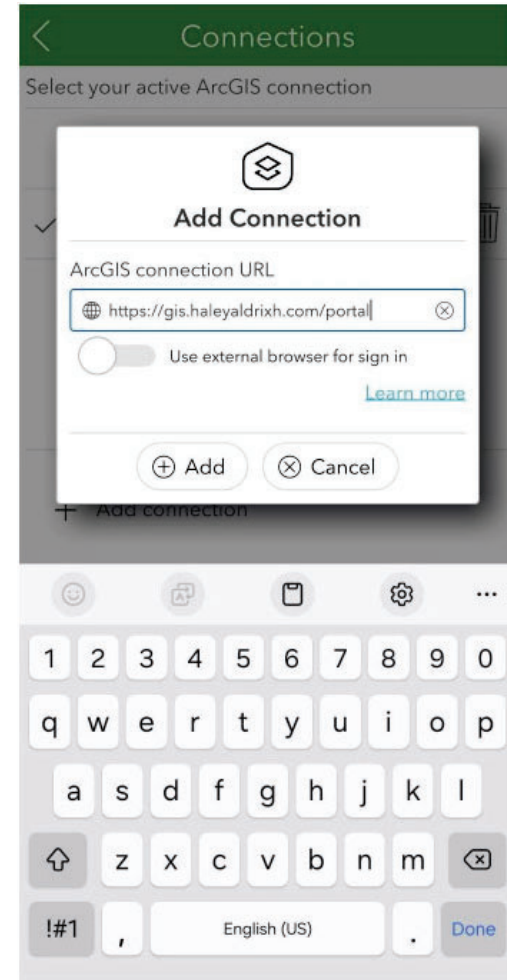 Connections
Select your active ArcGIS connection
Add Connection
ArcGIS connection URL
https://gis.haleyaldrixh.com/portal
Use external browser for sign in
Learn more
Add
Cancel
Add connection
1 2 3 4 5 6 7 8 9 0
q w e r t y u i o p
a s d f g h j k l
z x c v b n m
!#1 , English (US) . Done